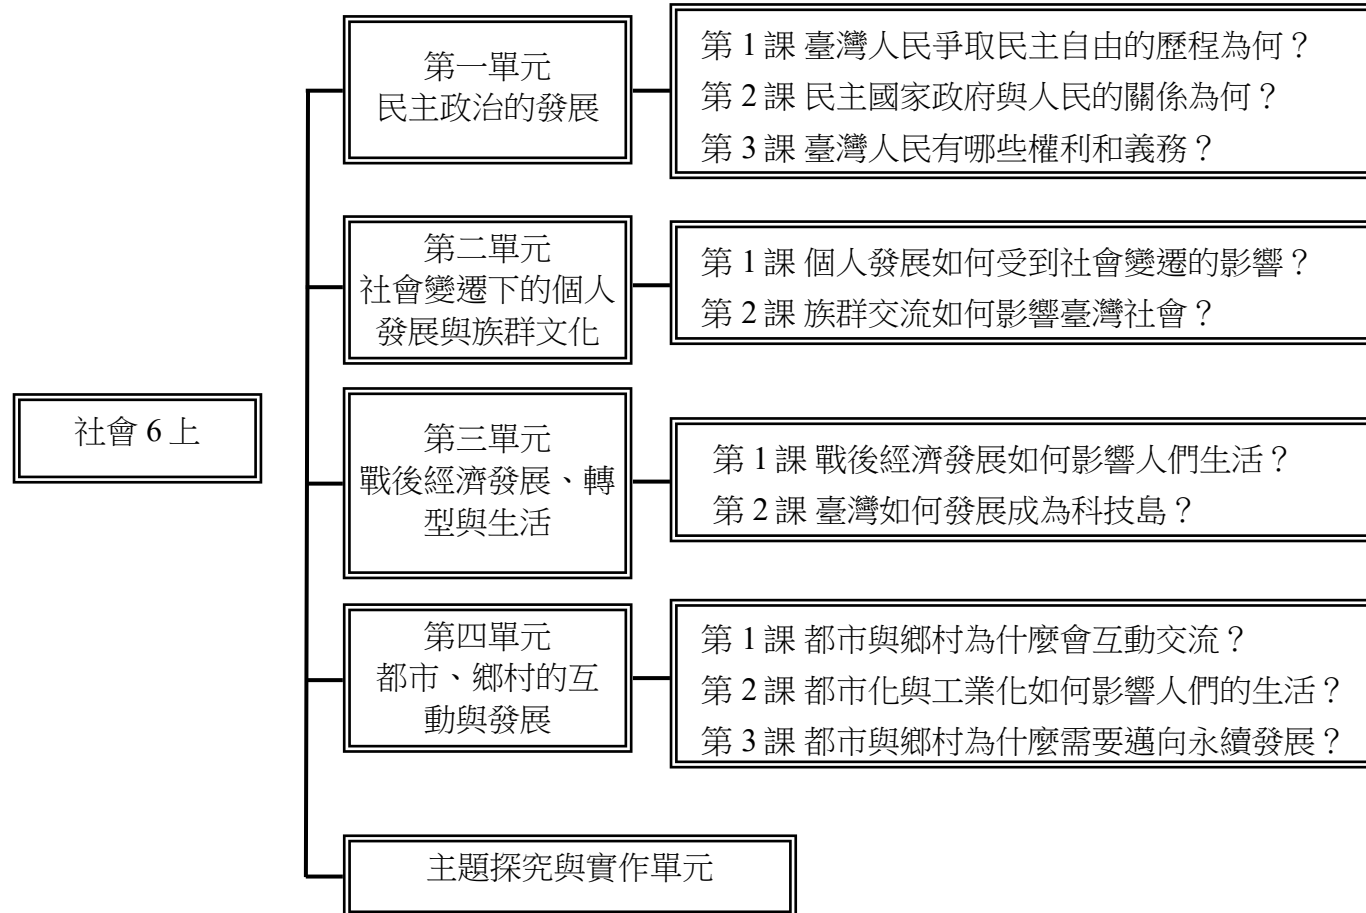 社會 6 上
第一單元
民主政治的發展
第 1 課 臺灣人民爭取民主自由的歷程為何？
第 2 課 民主國家政府與人民的關係為何？
第 3 課 臺灣人民有哪些權利和義務？
第二單元
社會變遷下的個人
發展與族群文化
第 1 課 個人發展如何受到社會變遷的影響？
第 2 課 族群交流如何影響臺灣社會？
第三單元
戰後經濟發展、轉
型與生活
第 1 課 戰後經濟發展如何影響人們生活？
第 2 課 臺灣如何發展成為科技島？
第四單元
都市、鄉村的互
動與發展
第 1 課 都市與鄉村為什麼會互動交流？
第 2 課 都市化與工業化如何影響人們的生活？
第 3 課 都市與鄉村為什麼需要邁向永續發展？
主題探究與實作單元